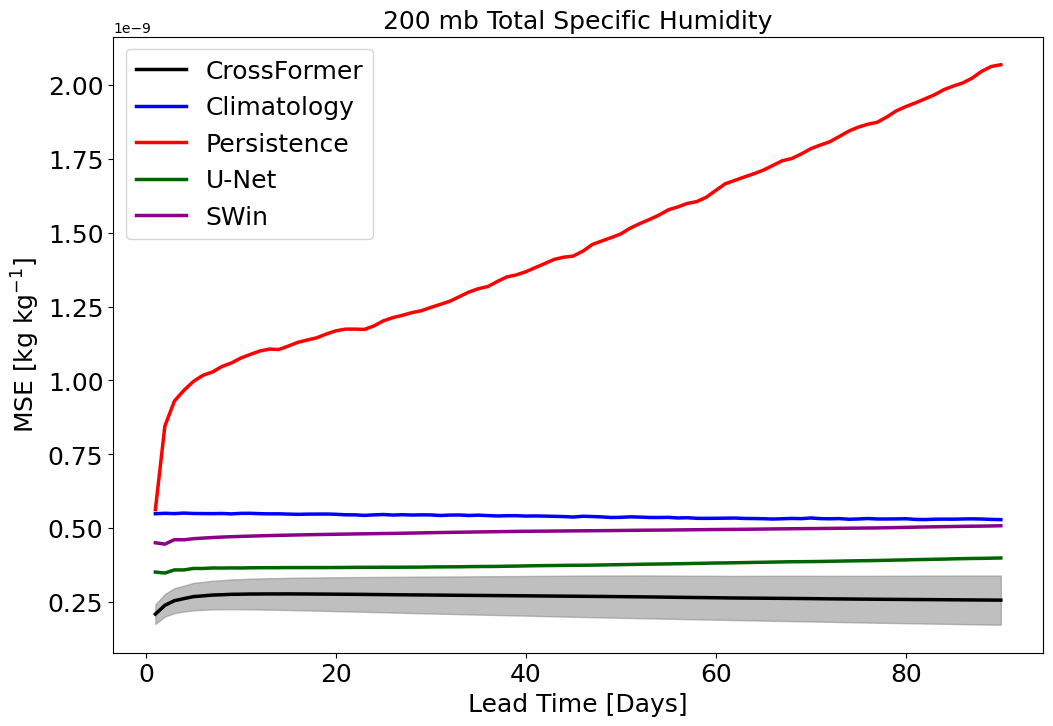 200 mb Total Specific Humidity
1e−9
CrossFormer
Climatology
Persistence
U-Net
SWin
2.00
1.75
1.50
1.25
1.00
0.75
0.50
0.25
MSE [kg kg⁻¹]
0 20 40 60 80
Lead Time [Days]